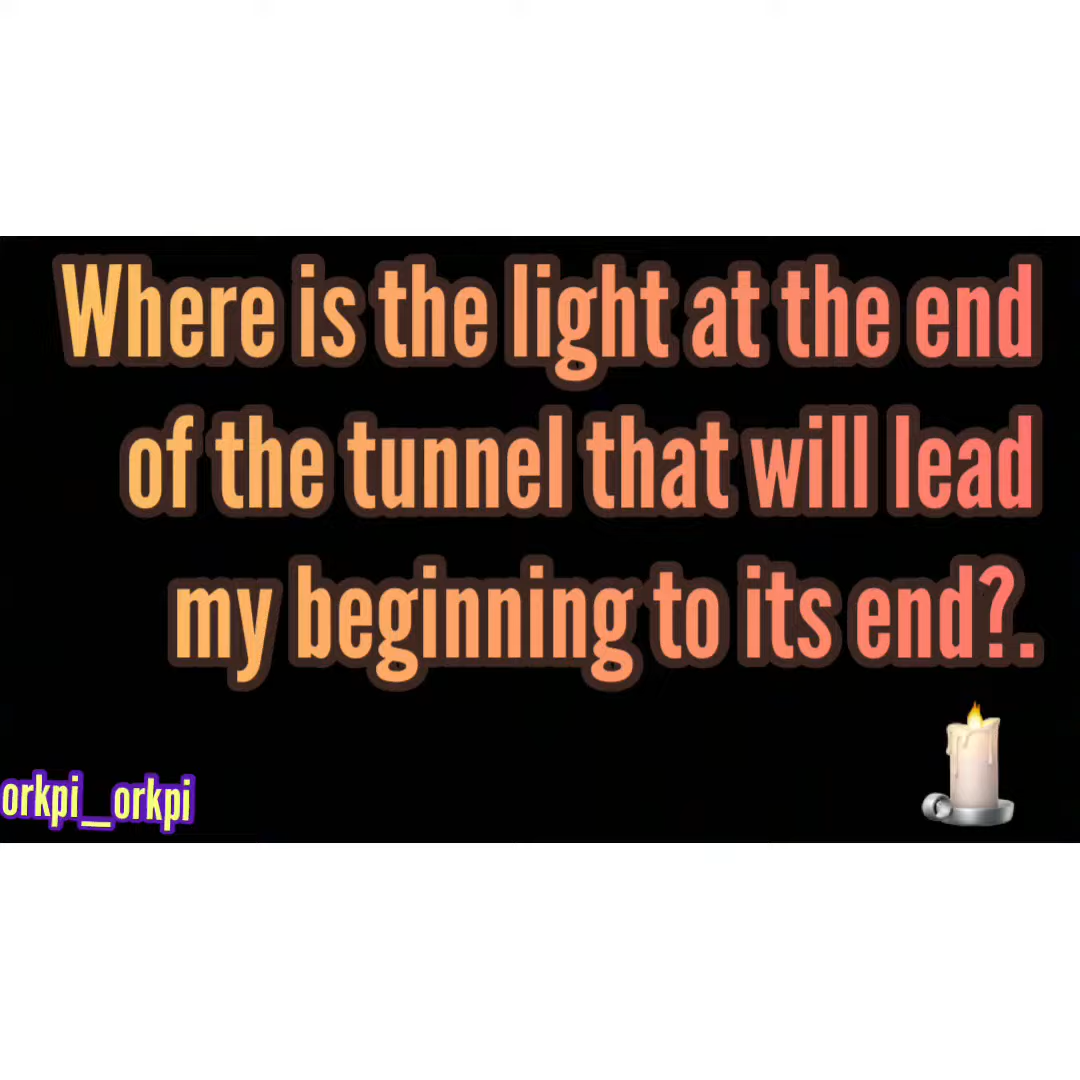 Where is the light at the end
of the tunnel that will lead
my beginning to its end?.
orkpi_orkpi